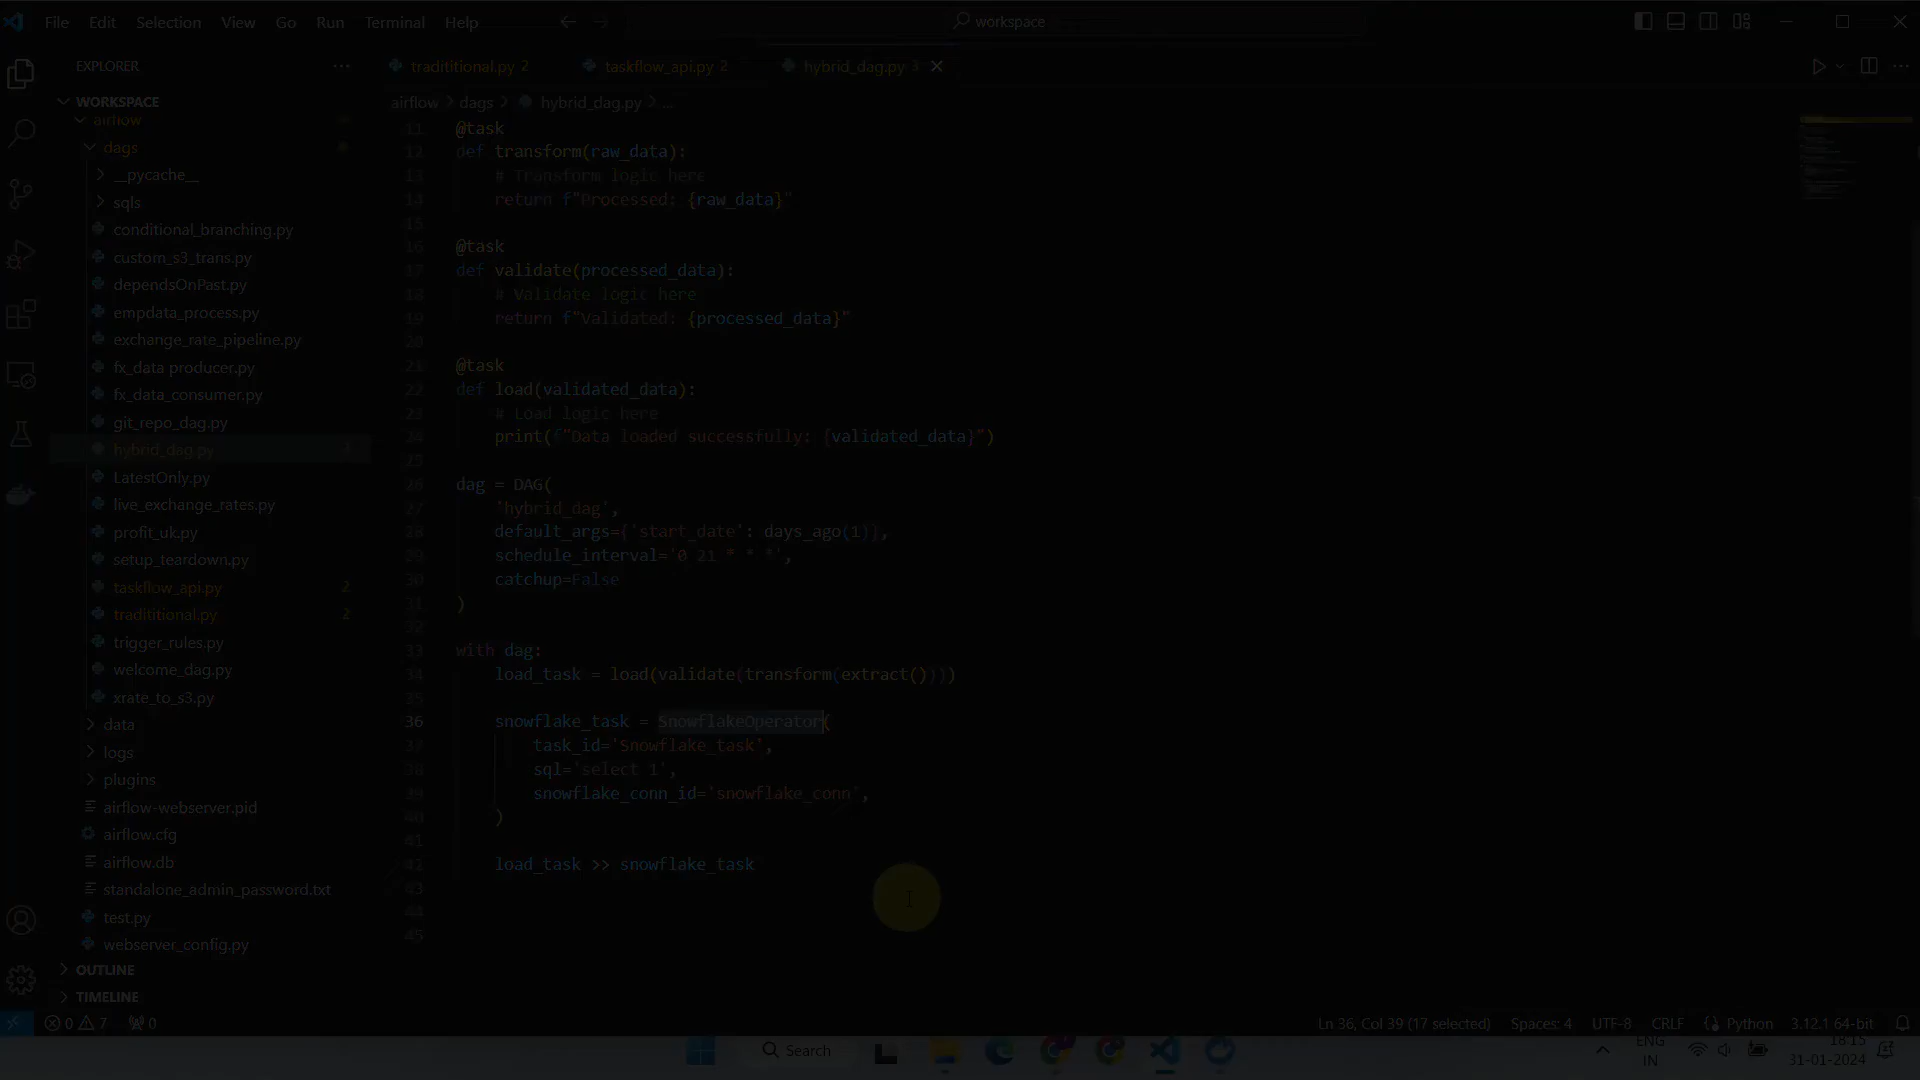 File Edit Selection View Go Run Terminal Help
workspace
EXPLORER
tradititional.py 2
taskflow_api.py 2
hybrid_dag.py 3
WORKSPACE
airflow > dags > hybrid_dag.py > ...
airflow
dags
__pycache__
sqls
conditional_branching.py
custom_s3_trans.py
dependsOnPast.py
empdata_process.py
exchange_rate_pipeline.py
fx_data producer.py
fx_data_consumer.py
git_repo_dag.py
hybrid_dag.py
LatestOnly.py
live_exchange_rates.py
profit_uk.py
setup_teardown.py
taskflow_api.py 2
tradititional.py 2
trigger_rules.py
welcome_dag.py
xrate_to_s3.py
data
logs
plugins
airflow-webserver.pid
airflow.cfg
airflow.db
standalone_admin_password.txt
test.py
webserver_config.py
OUTLINE
TIMELINE
11 @task
12 def transform(raw_data):
13 # Transform logic here
14 return f"Processed: {raw_data}"
15
16 @task
17 def validate(processed_data):
18 # Validate logic here
19 return f"Validated: {processed_data}"
20
21 @task
22 def load(validated_data):
23 # Load logic here
24 print(f"Data loaded successfully: {validated_data}")
25
26 dag = DAG(
27 'hybrid_dag',
28 default_args={'start_date': days_ago(1)},
29 schedule_interval='0 21 * * *',
30 catchup=False
31 )
32
33 with dag:
34 load_task = load(validate(transform(extract())))
35
36 snowflake_task = SnowflakeOperator(
37 task_id='Snowflake_task',
38 sql='select 1',
39 snowflake_conn_id='snowflake_conn',
40 )
41
42 load_task >> snowflake_task
43
44
45
0 7 0
Ln 36, Col 39 (17 selected) Spaces: 4 UTF-8 CRLF Python 3.12.1 64-bit
Search
ENG
IN
18:15
31-01-2024